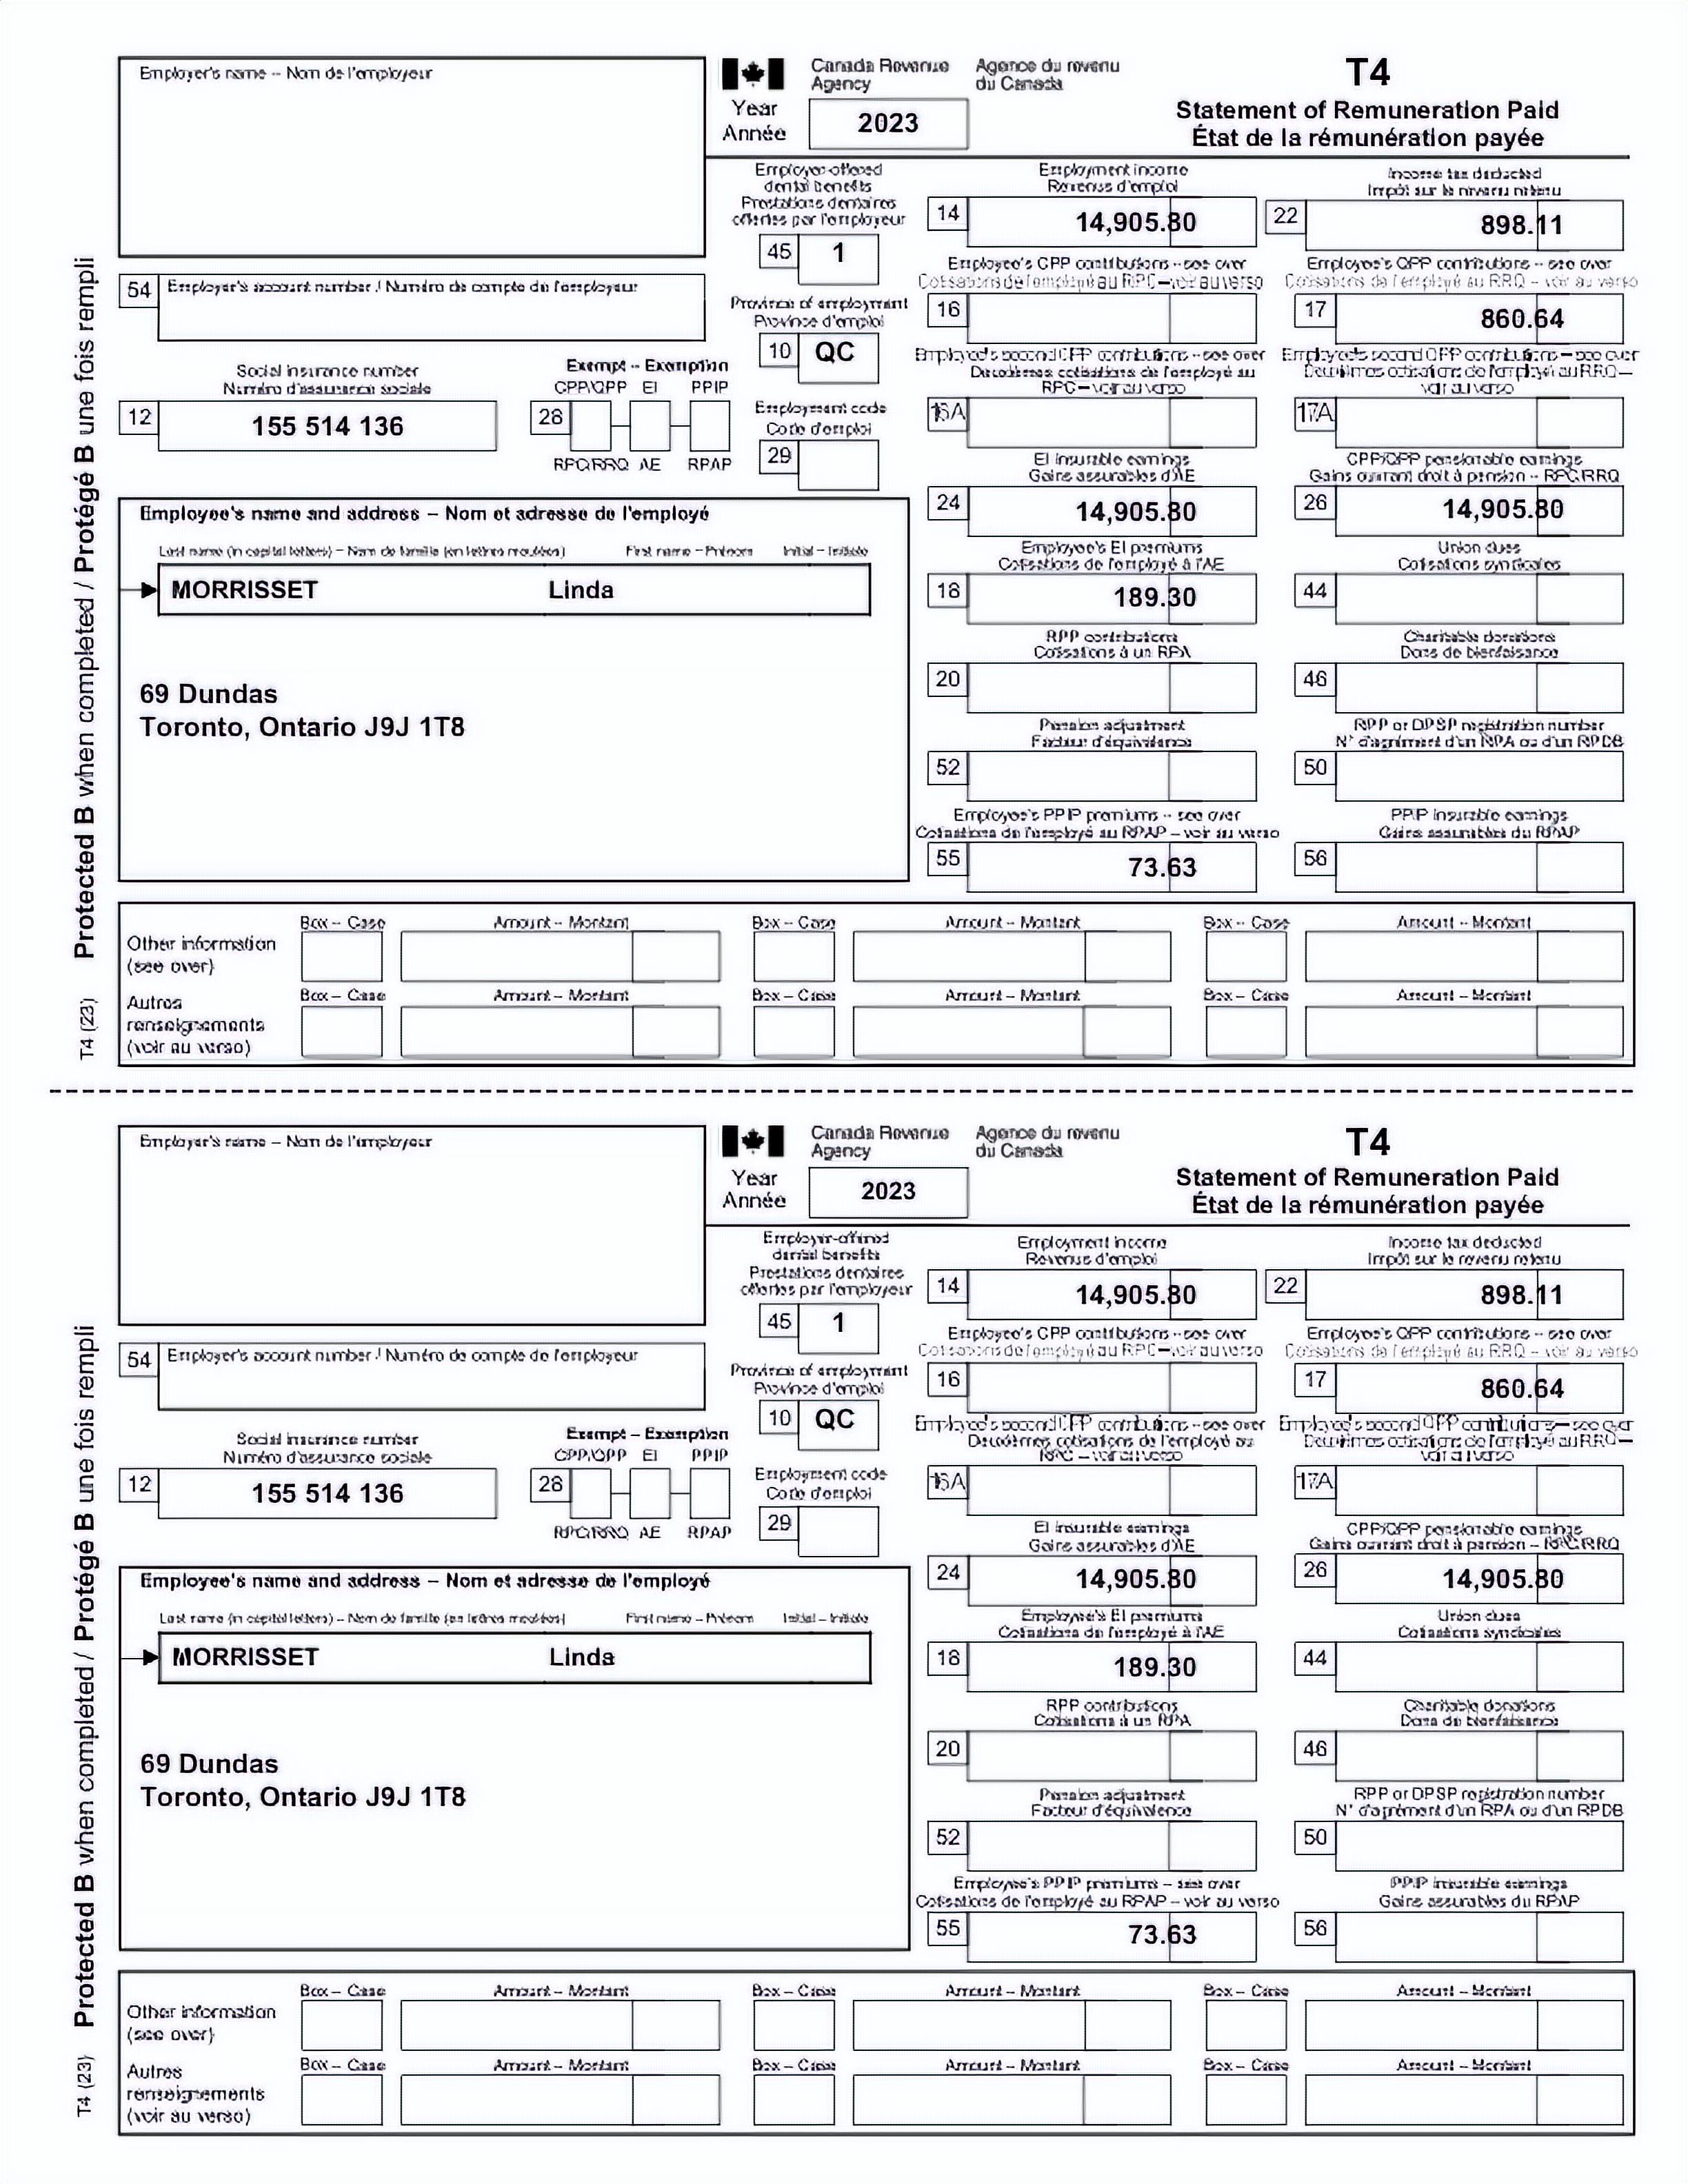 Employer's name – Nom de l'employeur
Canada Revenue Agency
Agence du revenu du Canada
T4
Year
Année
2023
Statement of Remuneration Paid
État de la rémunération payée
Employer-offered dental benefits
Prestations dentaires offertes par l'employeur
45 1
Employment income
Revenus d'emploi
14 14,905.80
Income tax deducted
Impôt sur le revenu retenu
22 898.11
54 Employer's account number / Numéro de compte de l'employeur
Province of employment
Province d'emploi
10 QC
Employee's CPP contributions – see over
Cotisations de l'employé au RPC – voir au verso
16
Employee's QPP contributions – see over
Cotisations de l'employé au RRQ – voir au verso
17 860.64
Social insurance number
Numéro d'assurance sociale
12 155 514 136
Exempt – Exemption
CPP/QPP EI PPIP
28
RPC/RRQ AE RPAP
Employment code
Code d'emploi
29
Employee's second CPP contributions – see over
Deuxièmes cotisations de l'employé au RPC – voir au verso
16A
Employee's second QPP contributions – see over
Deuxièmes cotisations de l'employé au RRQ – voir au verso
17A
EI insurable earnings
Gains assurables d'AE
24 14,905.80
CPP/QPP pensionable earnings
Gains ouvrant droit à pension – RPC/RRQ
26 14,905.80
Employee's name and address – Nom et adresse de l'employé
Last name (in capital letters) – Nom de famille (en lettres moulées) First name – Prénom Initial – Initiale
MORRISSET Linda
69 Dundas
Toronto, Ontario J9J 1T8
Employee's EI premiums
Cotisations de l'employé à l'AE
18 189.30
Union dues
Cotisations syndicales
44
RPP contributions
Cotisations à un RPA
20
Charitable donations
Dons de bienfaisance
46
Pension adjustment
Facteur d'équivalence
52
RPP or DPSP registration number
N° d'agrément d'un RPA ou d'un RPDB
50
Employee's PPIP premiums – see over
Cotisations de l'employé au RPAP – voir au verso
55 73.63
PPIP insurable earnings
Gains assurables du RPAP
56
Other information
(see over)
Box – Case Amount – Montant Box – Case Amount – Montant Box – Case Amount – Montant
Autres
renseignements
(voir au verso)
Box – Case Amount – Montant Box – Case Amount – Montant Box – Case Amount – Montant
Protected B when completed / Protégé B une fois rempli
T4 (23)
Employer's name – Nom de l'employeur
Canada Revenue Agency
Agence du revenu du Canada
T4
Year
Année
2023
Statement of Remuneration Paid
État de la rémunération payée
Employer-offered dental benefits
Prestations dentaires offertes par l'employeur
45 1
Employment income
Revenus d'emploi
14 14,905.80
Income tax deducted
Impôt sur le revenu retenu
22 898.11
54 Employer's account number / Numéro de compte de l'employeur
Province of employment
Province d'emploi
10 QC
Employee's CPP contributions – see over
Cotisations de l'employé au RPC – voir au verso
16
Employee's QPP contributions – see over
Cotisations de l'employé au RRQ – voir au verso
17 860.64
Social insurance number
Numéro d'assurance sociale
12 155 514 136
Exempt – Exemption
CPP/QPP EI PPIP
28
RPC/RRQ AE RPAP
Employment code
Code d'emploi
29
Employee's second CPP contributions – see over
Deuxièmes cotisations de l'employé au RPC – voir au verso
16A
Employee's second QPP contributions – see over
Deuxièmes cotisations de l'employé au RRQ – voir au verso
17A
EI insurable earnings
Gains assurables d'AE
24 14,905.80
CPP/QPP pensionable earnings
Gains ouvrant droit à pension – RPC/RRQ
26 14,905.80
Employee's name and address – Nom et adresse de l'employé
Last name (in capital letters) – Nom de famille (en lettres moulées) First name – Prénom Initial – Initiale
MORRISSET Linda
69 Dundas
Toronto, Ontario J9J 1T8
Employee's EI premiums
Cotisations de l'employé à l'AE
18 189.30
Union dues
Cotisations syndicales
44
RPP contributions
Cotisations à un RPA
20
Charitable donations
Dons de bienfaisance
46
Pension adjustment
Facteur d'équivalence
52
RPP or DPSP registration number
N° d'agrément d'un RPA ou d'un RPDB
50
Employee's PPIP premiums – see over
Cotisations de l'employé au RPAP – voir au verso
55 73.63
PPIP insurable earnings
Gains assurables du RPAP
56
Other information
(see over)
Box – Case Amount – Montant Box – Case Amount – Montant Box – Case Amount – Montant
Autres
renseignements
(voir au verso)
Box – Case Amount – Montant Box – Case Amount – Montant Box – Case Amount – Montant
Protected B when completed / Protégé B une fois rempli
T4 (23)